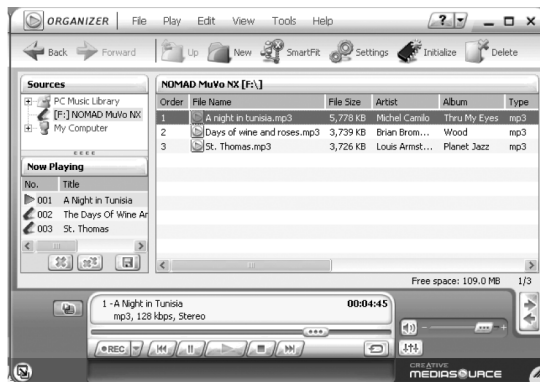 ORGANIZER File Play Edit View Tools Help ?
Back Forward Up New SmartFit Settings Initialize Delete
Sources
PC Music Library
[F:] NOMAD MuVo NX
My Computer
Now Playing
No. Title
001 A Night in Tunisia
002 The Days Of Wine Ar
003 St. Thomas
NOMAD MuVo NX [F:\]
Order File Name File Size Artist Album Type
1 A night in tunisia.mp3 5,778 KB Michel Camilo Thru My Eyes mp3
2 Days of wine and roses.mp3 3,739 KB Brian Brom... Wood mp3
3 St. Thomas.mp3 3,726 KB Louis Armst... Planet Jazz mp3
Free space: 109.0 MB 1/3
1 -A Night in Tunisia 00:04:45
mp3, 128 kbps, Stereo
REC
CREATIVE
MEDIASOURCE